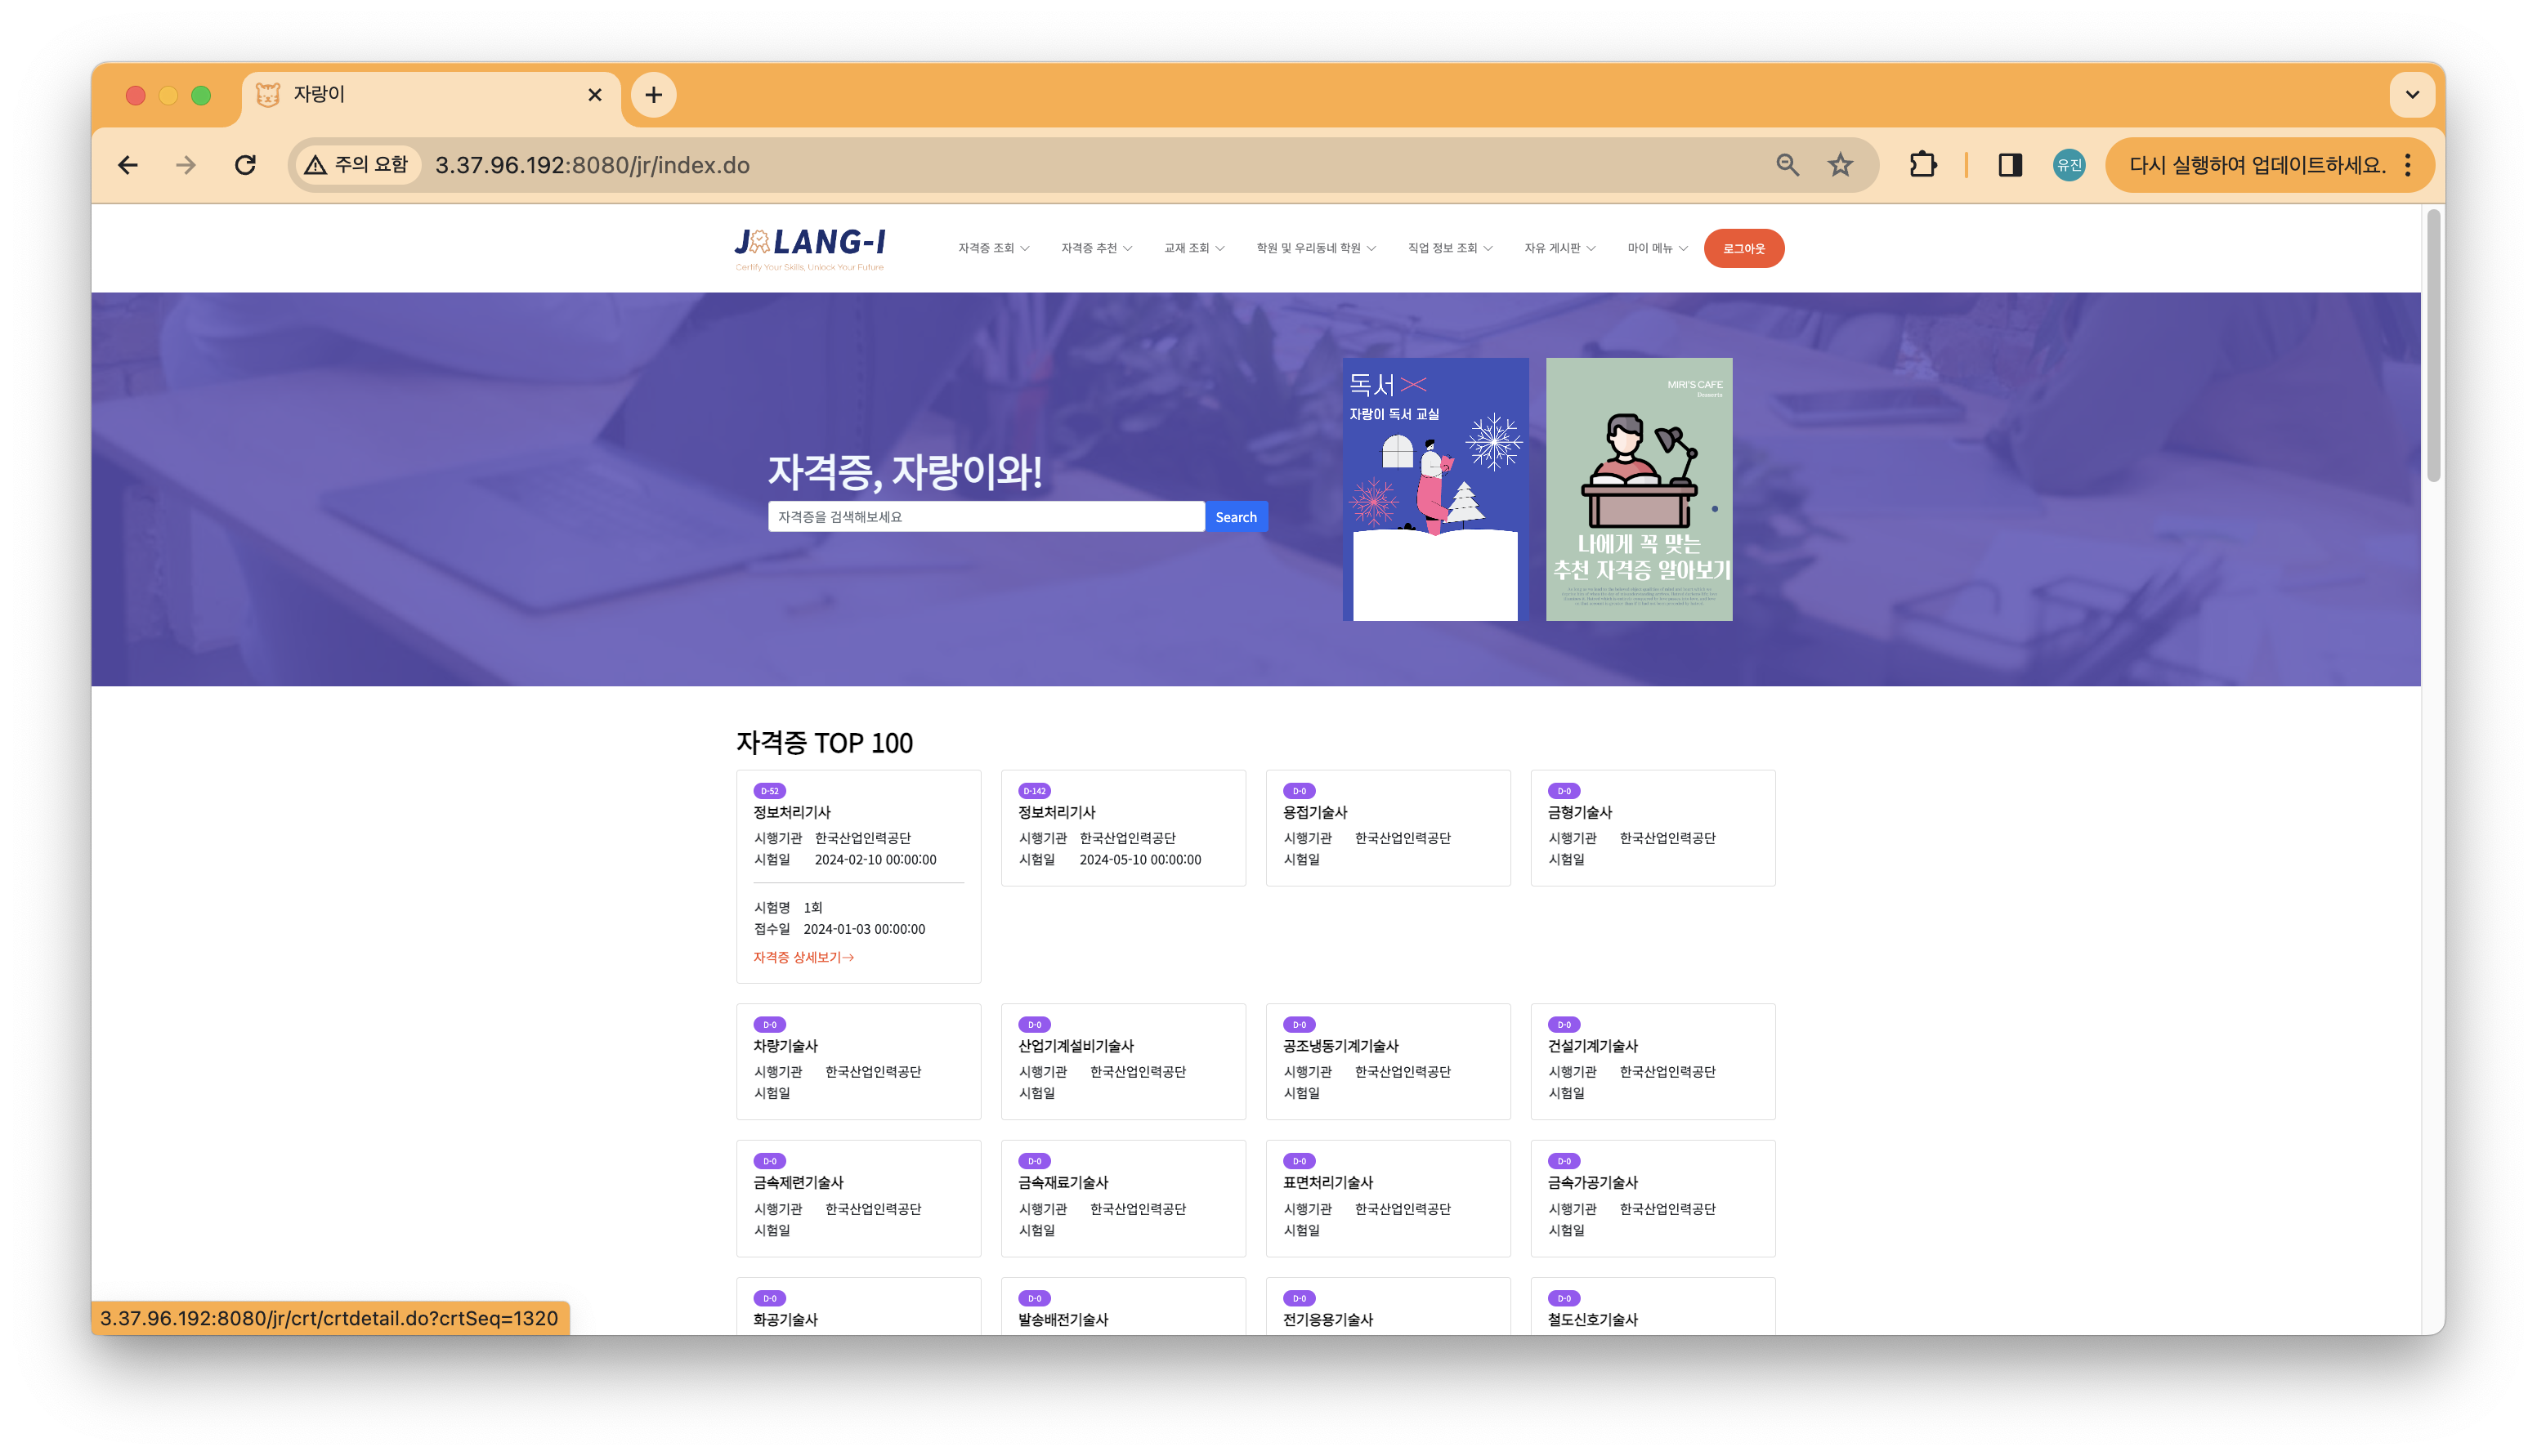 자랑이
주의 요함 3.37.96.192:8080/jr/index.do
유진
다시 실행하여 업데이트하세요.
JALANG-I
Certify Your Skills, Unlock Your Future
자격증 조회 자격증 추천 교재 조회 학원 및 우리동네 학원 직업 정보 조회 자유 게시판 마이 메뉴 로그아웃
자격증, 자랑이와!
자격증을 검색해보세요 Search
독서
자랑이 독서 교실
MIRI'S CAFE
Desserts
나에게 꼭 맞는
추천 자격증 알아보기
자격증 TOP 100
D-52
정보처리기사
시행기관 한국산업인력공단
시험일 2024-02-10 00:00:00
시험명 1회
접수일 2024-01-03 00:00:00
자격증 상세보기→
D-142
정보처리기사
시행기관 한국산업인력공단
시험일 2024-05-10 00:00:00
D-0
용접기술사
시행기관 한국산업인력공단
시험일
D-0
금형기술사
시행기관 한국산업인력공단
시험일
D-0
차량기술사
시행기관 한국산업인력공단
시험일
D-0
산업기계설비기술사
시행기관 한국산업인력공단
시험일
D-0
공조냉동기계기술사
시행기관 한국산업인력공단
시험일
D-0
건설기계기술사
시행기관 한국산업인력공단
시험일
D-0
금속제련기술사
시행기관 한국산업인력공단
시험일
D-0
금속재료기술사
시행기관 한국산업인력공단
시험일
D-0
표면처리기술사
시행기관 한국산업인력공단
시험일
D-0
금속가공기술사
시행기관 한국산업인력공단
시험일
D-0
화공기술사
D-0
발송배전기술사
D-0
전기응용기술사
D-0
철도신호기술사
3.37.96.192:8080/jr/crt/crtdetail.do?crtSeq=1320